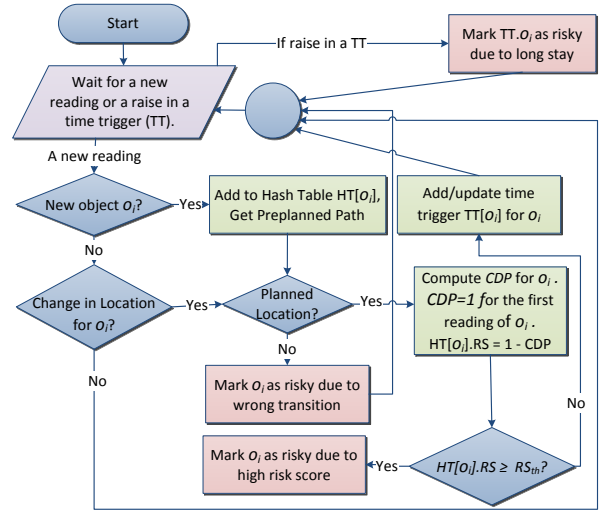 Start
If raise in a TT
Mark TT.oi as risky
due to long stay
Wait for a new
reading or a raise in a
time trigger (TT).
A new reading
New object oi?
Yes
Add to Hash Table HT[oi],
Get Preplanned Path
Add/update time
trigger TT[oi] for oi
No
Change in Location
for oi?
Yes
Planned
Location?
Yes
Compute CDP for oi .
CDP=1 for the first
reading of oi .
HT[oi].RS = 1 - CDP
No
No
Mark oi as risky due to
wrong transition
No
Mark oi as risky due to
high risk score
Yes
HT[oi].RS ≥ RSth?